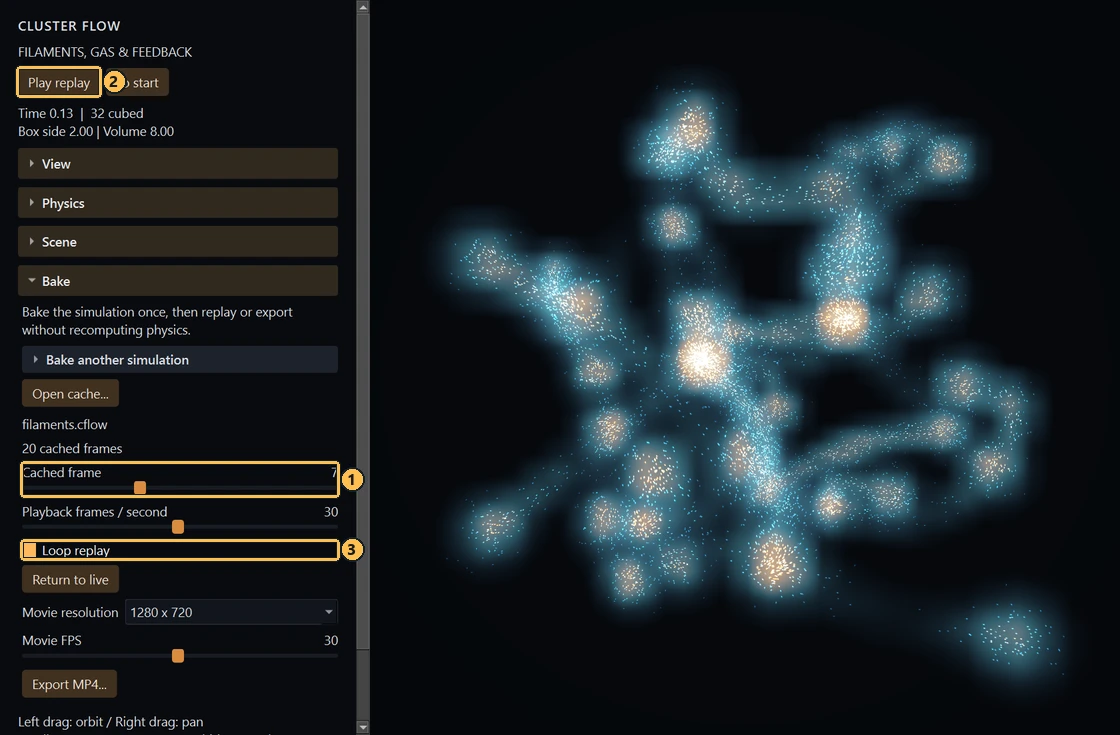 CLUSTER FLOW
FILAMENTS, GAS & FEEDBACK
Play replay 2 start
Time 0.13 | 32 cubed
Box side 2.00 | Volume 8.00
View
Physics
Scene
Bake
Bake the simulation once, then replay or export
without recomputing physics.
Bake another simulation
Open cache...
filaments.cflow
20 cached frames
Cached frame 7
1
Playback frames / second 30
Loop replay 3
Return to live
Movie resolution 1280 x 720
Movie FPS 30
Export MP4...
Left drag: orbit / Right drag: pan